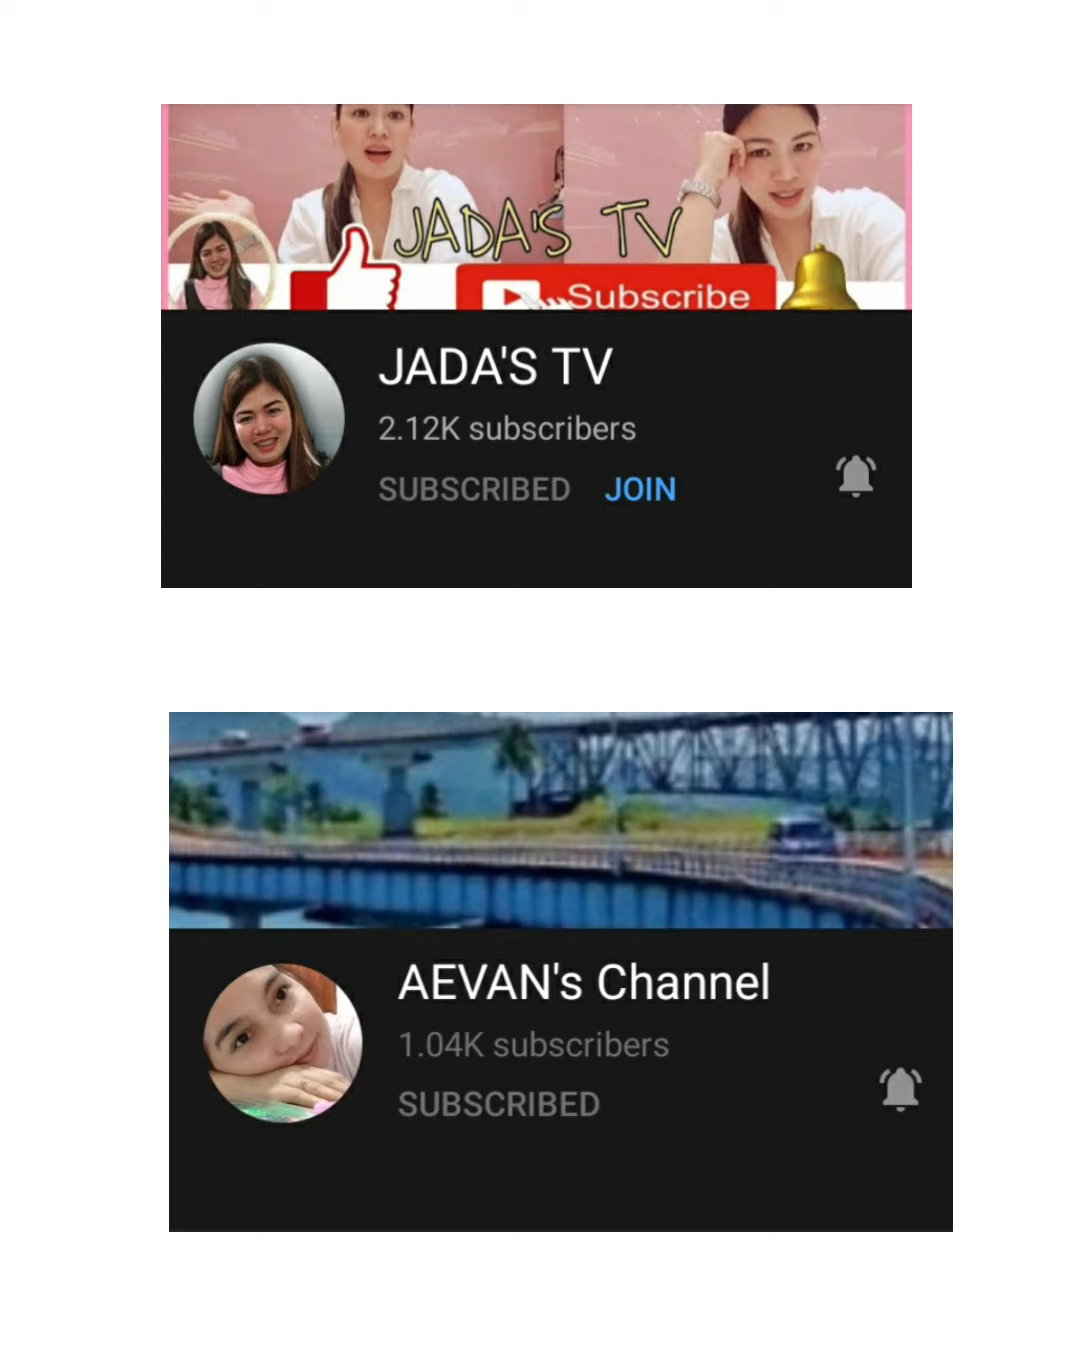 JADA'S TV
Subscribe
JADA'S TV
2.12K subscribers
SUBSCRIBED JOIN
AEVAN's Channel
1.04K subscribers
SUBSCRIBED